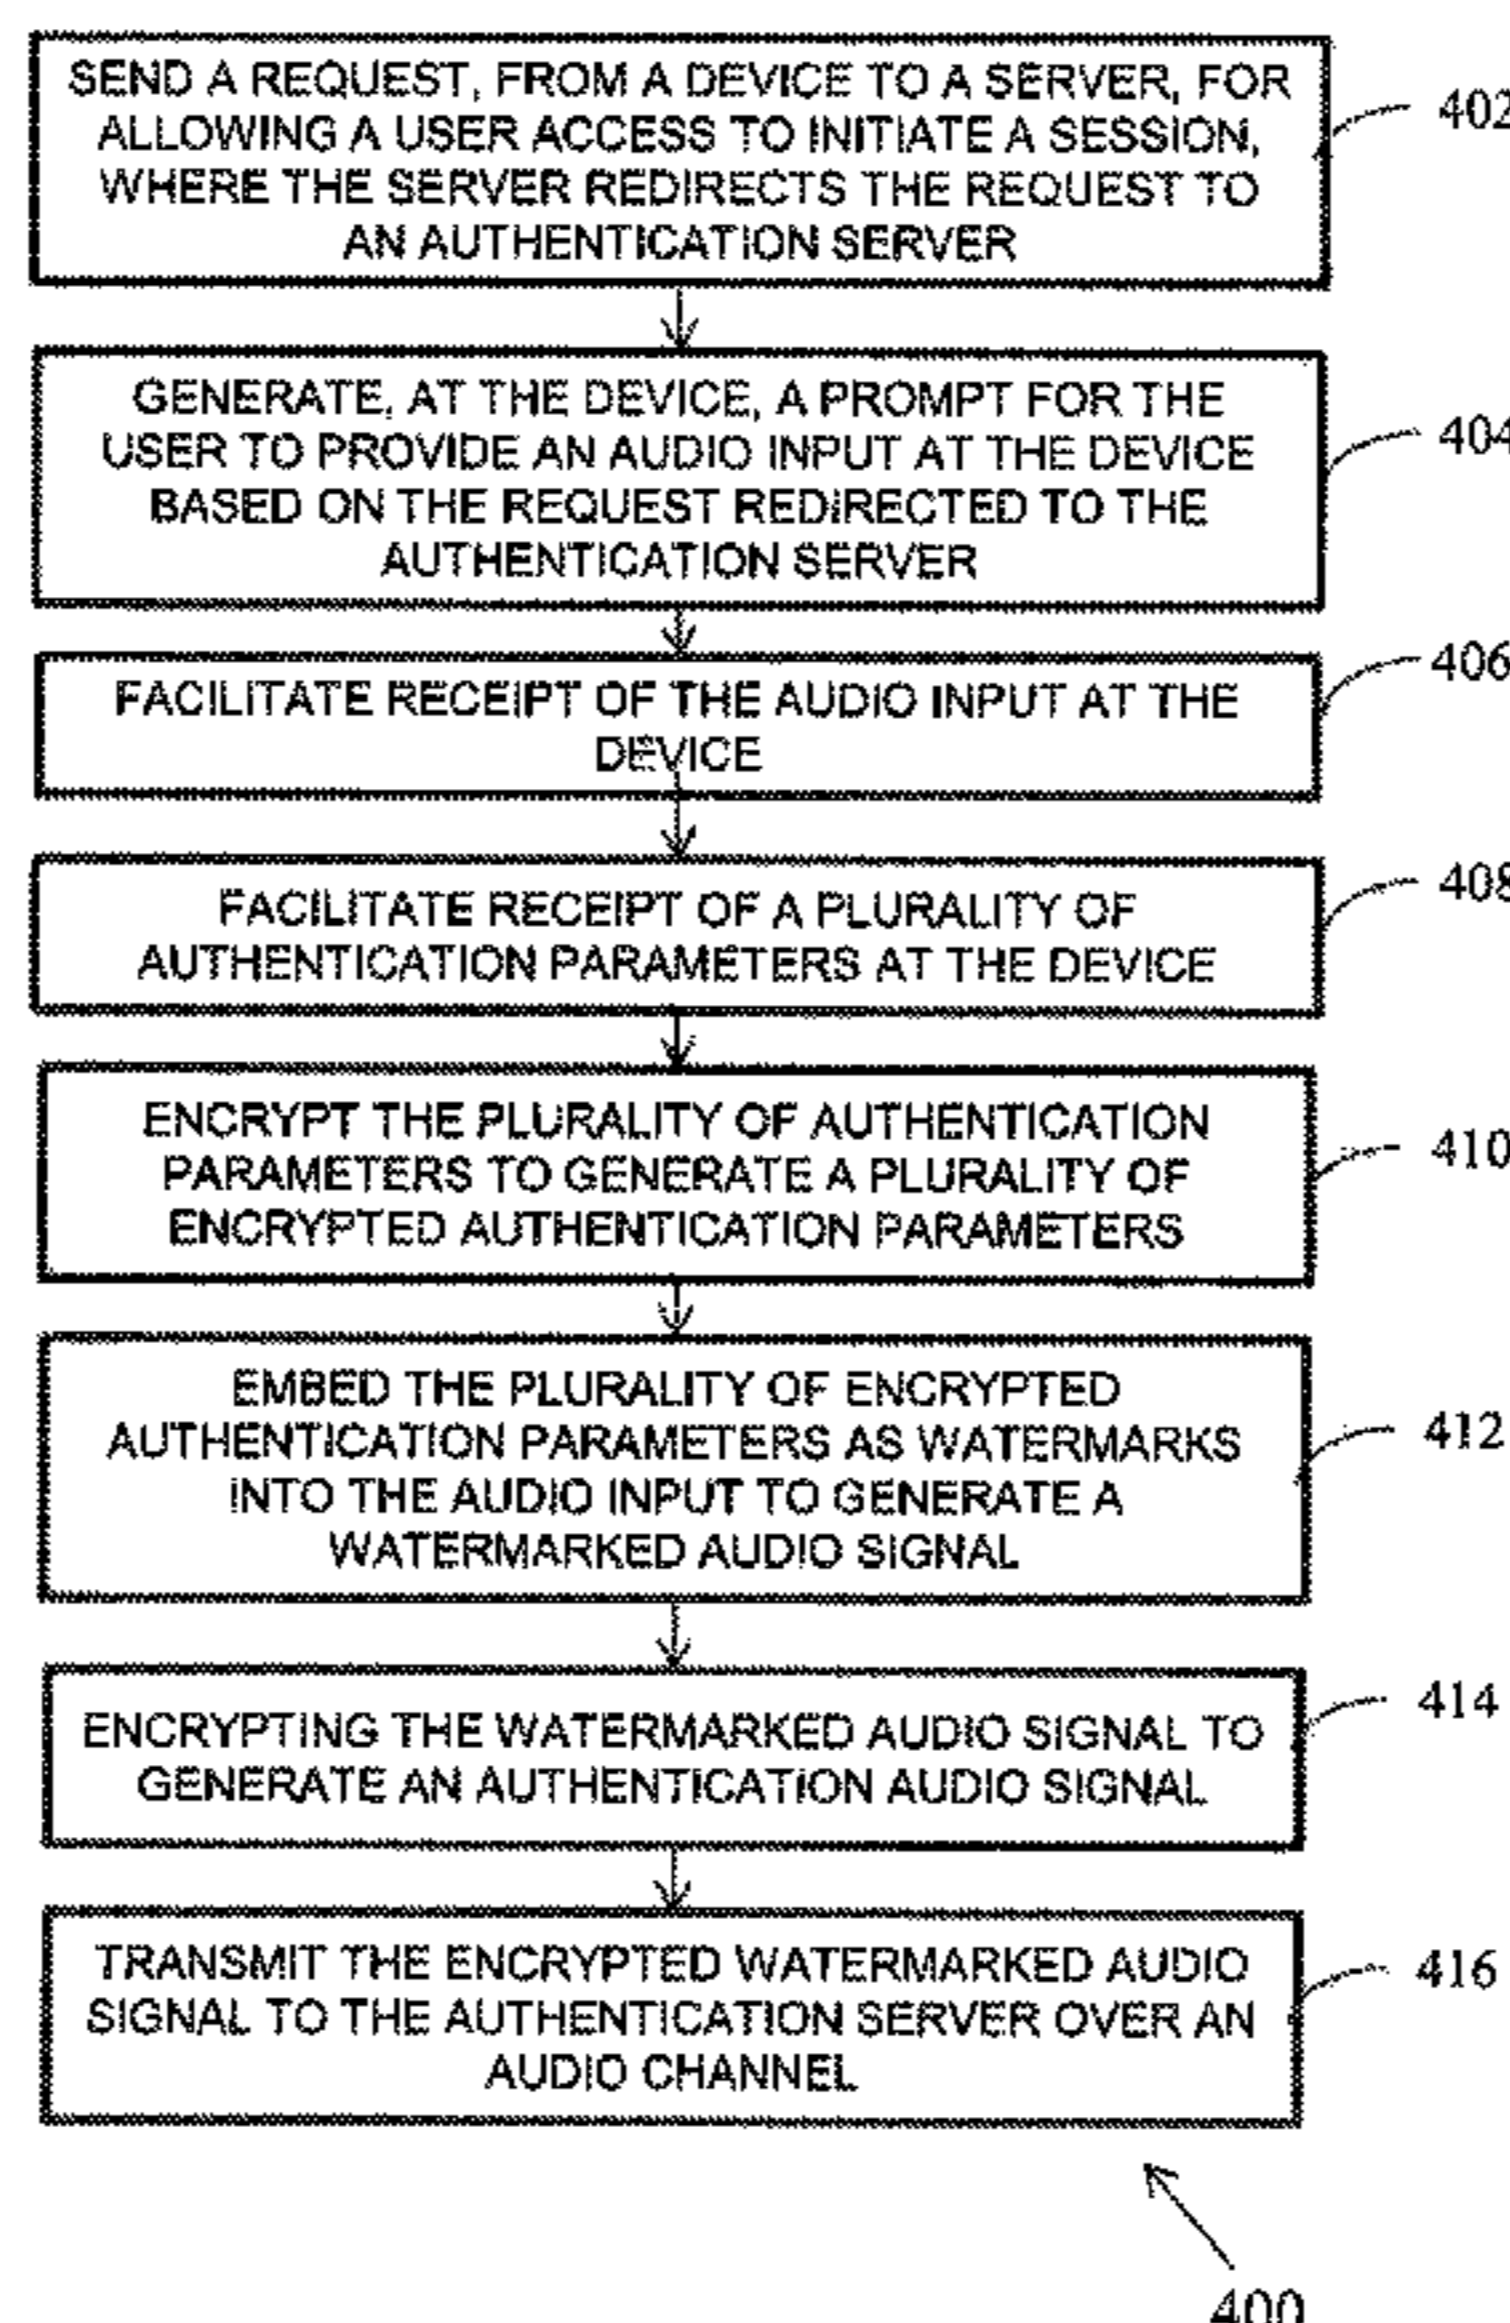 SEND A REQUEST, FROM A DEVICE TO A SERVER, FOR
ALLOWING A USER ACCESS TO INITIATE A SESSION,
WHERE THE SERVER REDIRECTS THE REQUEST TO
AN AUTHENTICATION SERVER
402
GENERATE, AT THE DEVICE, A PROMPT FOR THE
USER TO PROVIDE AN AUDIO INPUT AT THE DEVICE
BASED ON THE REQUEST REDIRECTED TO THE
AUTHENTICATION SERVER
404
FACILITATE RECEIPT OF THE AUDIO INPUT AT THE
DEVICE
406
FACILITATE RECEIPT OF A PLURALITY OF
AUTHENTICATION PARAMETERS AT THE DEVICE
408
ENCRYPT THE PLURALITY OF AUTHENTICATION
PARAMETERS TO GENERATE A PLURALITY OF
ENCRYPTED AUTHENTICATION PARAMETERS
410
EMBED THE PLURALITY OF ENCRYPTED
AUTHENTICATION PARAMETERS AS WATERMARKS
INTO THE AUDIO INPUT TO GENERATE A
WATERMARKED AUDIO SIGNAL
412
ENCRYPTING THE WATERMARKED AUDIO SIGNAL TO
GENERATE AN AUTHENTICATION AUDIO SIGNAL
414
TRANSMIT THE ENCRYPTED WATERMARKED AUDIO
SIGNAL TO THE AUTHENTICATION SERVER OVER AN
AUDIO CHANNEL
416
400